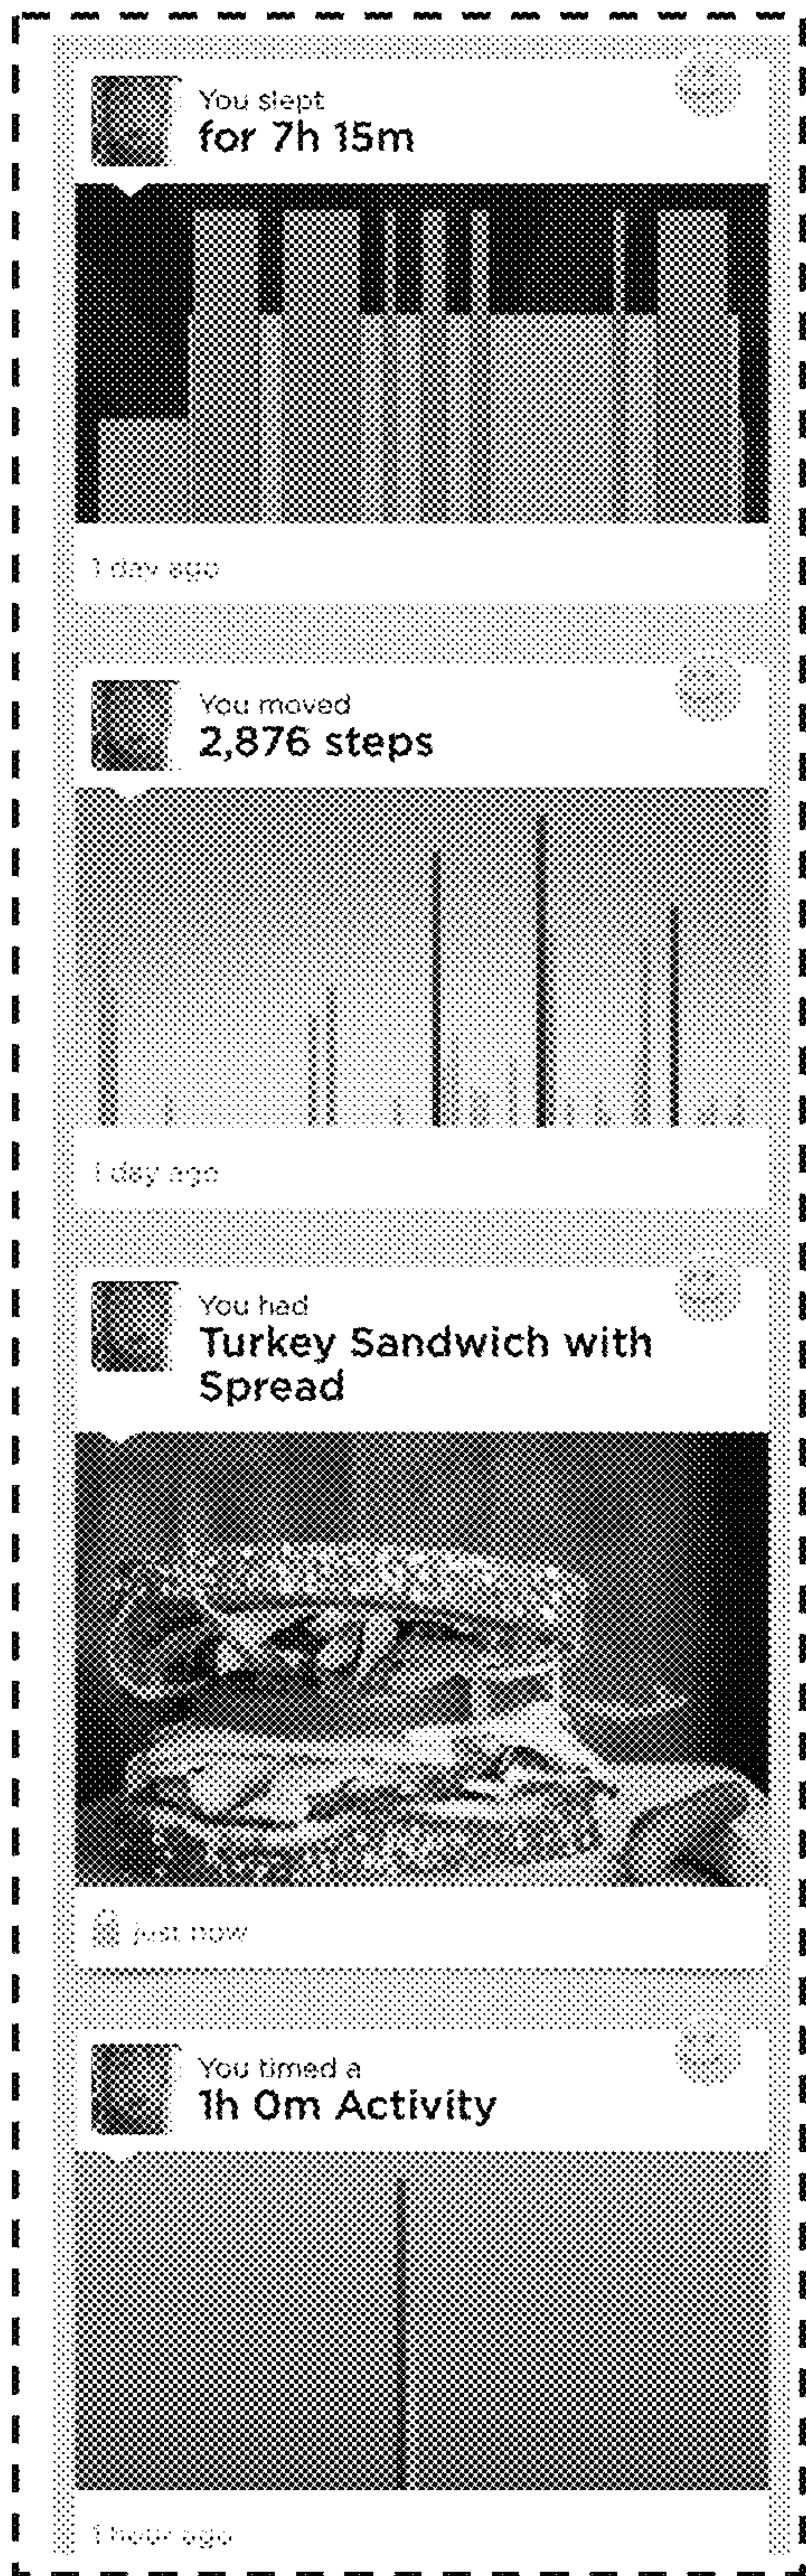 You slept
for 7h 15m
1 day ago
You moved
2,876 steps
1 day ago
You had
Turkey Sandwich with
Spread
just now
You timed a
1h 0m Activity
1 hour ago